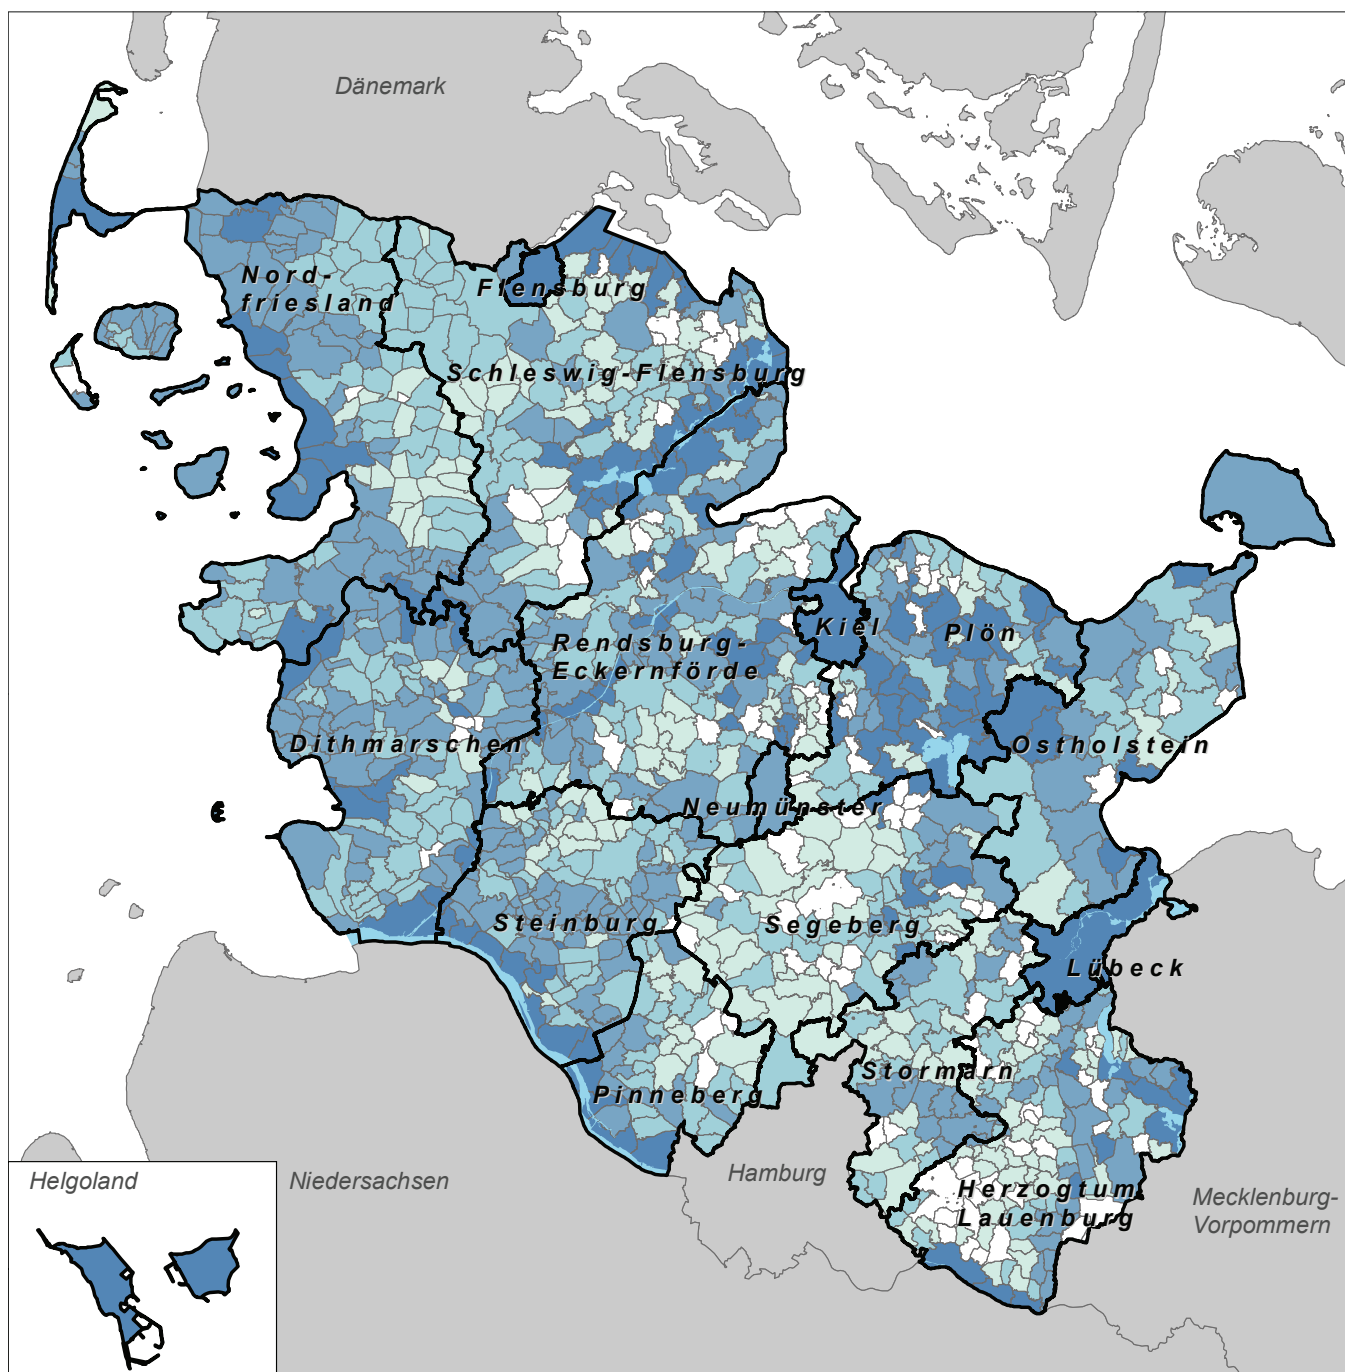 Dänemark
Nord-
friesland
Flensburg
Schleswig-Flensburg
Kiel
Plön
Rendsburg-
Eckernförde
Dithmarschen
Ostholstein
Neumünster
Steinburg
Segeberg
Lübeck
Stormarn
Pinneberg
Hamburg
Helgoland
Niedersachsen
Herzogtum
Lauenburg
Mecklenburg-
Vorpommern